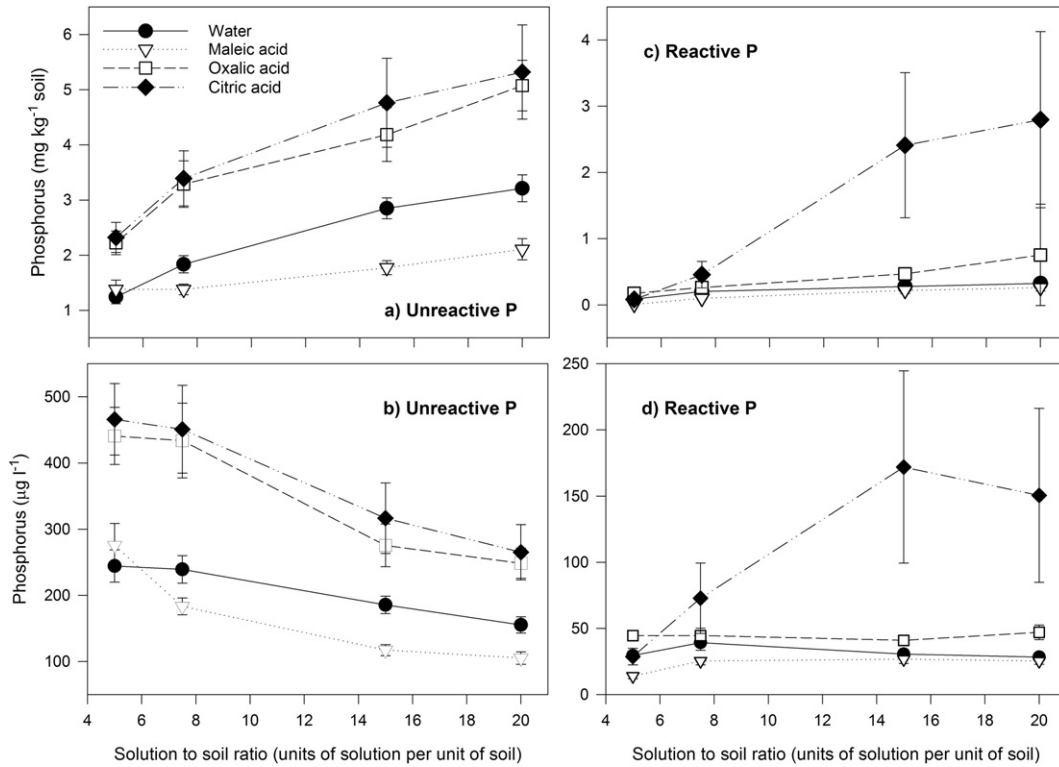 Phosphorus (mg kg⁻¹ soil)
6
5
4
3
2
1
Water
Maleic acid
Oxalic acid
Citric acid
a) Unreactive P
4
3
2
1
0
c) Reactive P
Phosphorus (µg l⁻¹)
500
400
300
200
100
b) Unreactive P
4 6 8 10 12 14 16 18 20
Solution to soil ratio (units of solution per unit of soil)
250
200
150
100
50
0
d) Reactive P
4 6 8 10 12 14 16 18 20
Solution to soil ratio (units of solution per unit of soil)